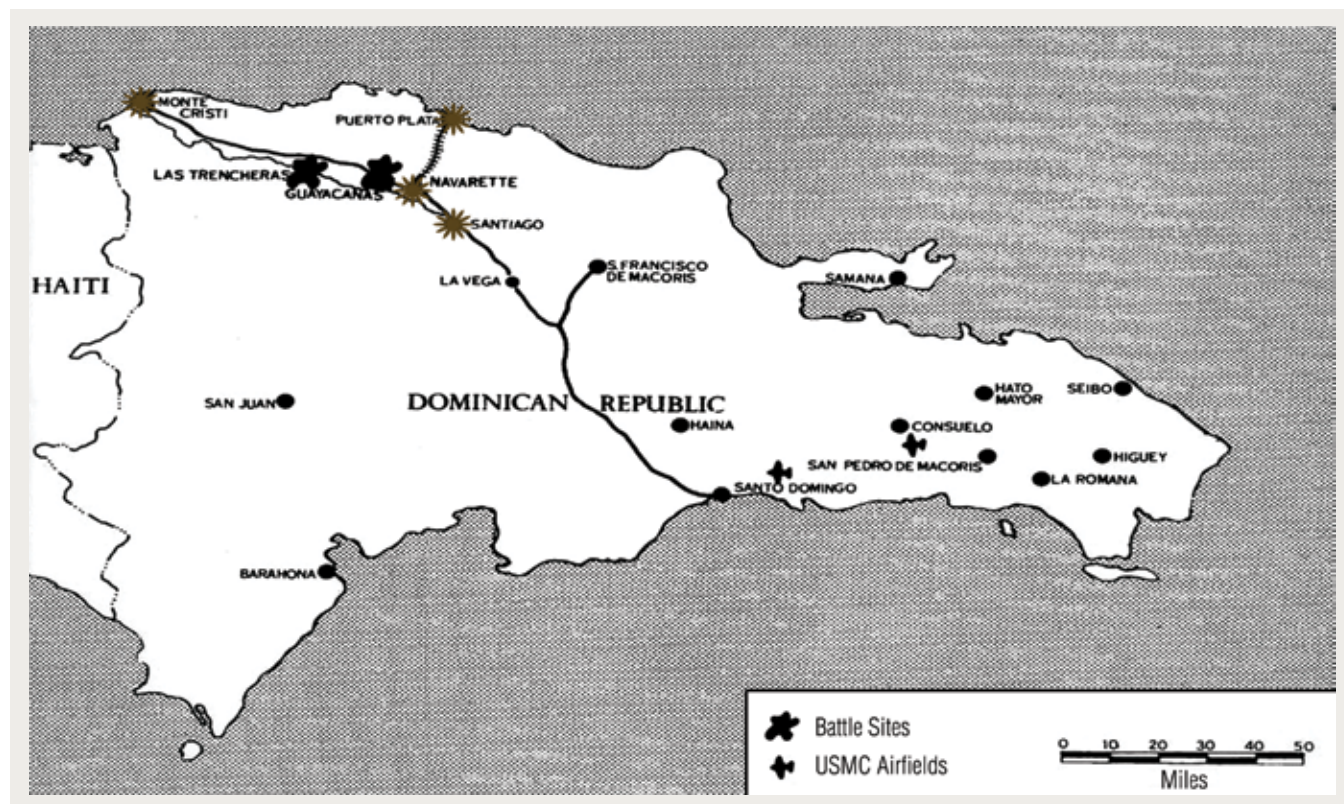 MONTE
CRISTI
PUERTO PLATA
LAS TRENCHERAS
GUAYACANAS
NAVARETTE
SANTIAGO
LA VEGA
S. FRANCISCO
DE MACORIS
SAMANA
HAITI
SAN JUAN
DOMINICAN REPUBLIC
HAINA
HATO
MAYOR
SEIBO
CONSUELO
SAN PEDRO DE MACORIS
HIGUEY
LA ROMANA
SANTO DOMINGO
BARAHONA
Battle Sites
USMC Airfields
0 10 20 30 40 50
Miles